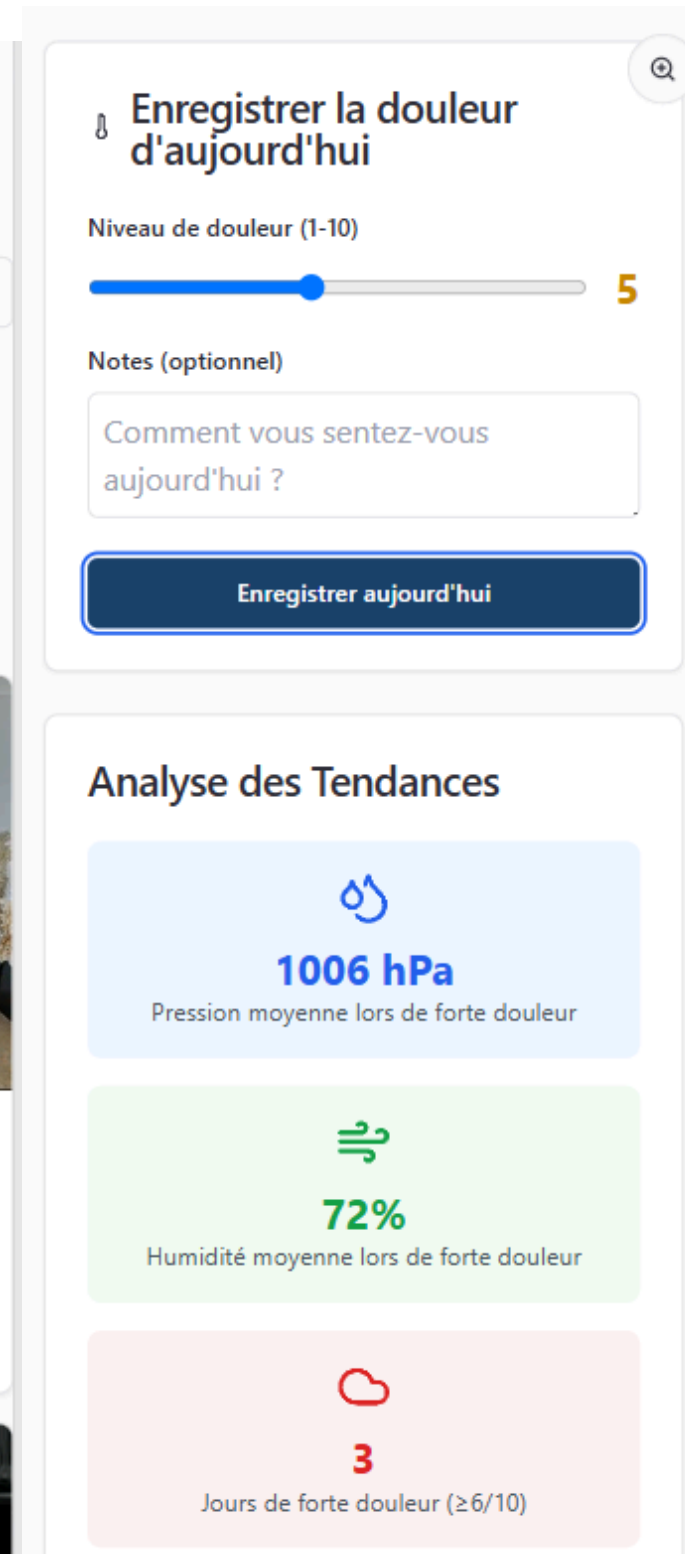 Enregistrer la douleur
d'aujourd'hui
Niveau de douleur (1-10)
5
Notes (optionnel)
Comment vous sentez-vous
aujourd'hui ?
Enregistrer aujourd'hui
Analyse des Tendances
1006 hPa
Pression moyenne lors de forte douleur
72%
Humidité moyenne lors de forte douleur
3
Jours de forte douleur (≥6/10)